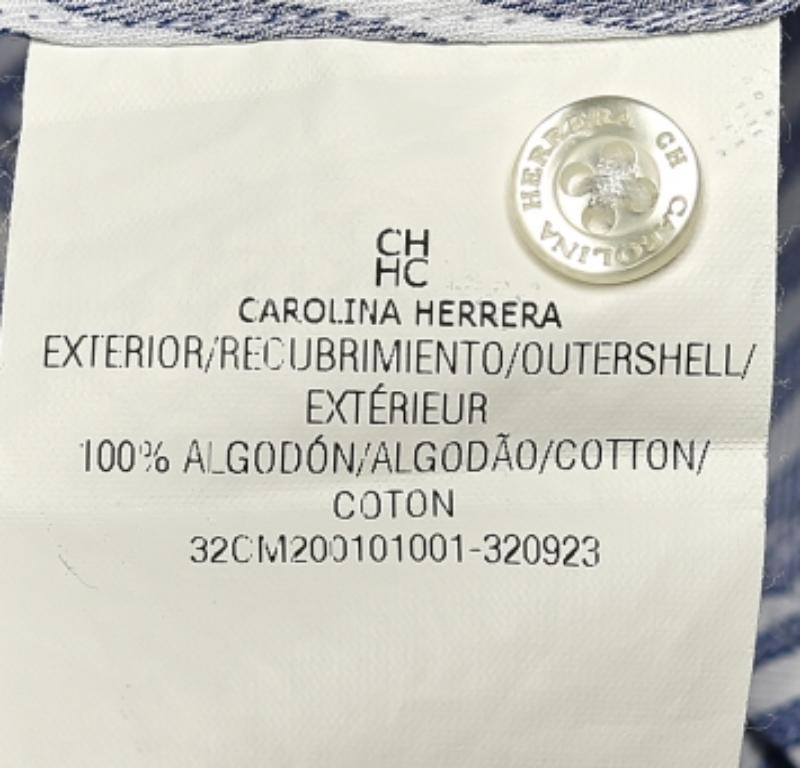 CH CAROLINA HERRERA
CH
HC
CAROLINA HERRERA
EXTERIOR/RECUBRIMIENTO/OUTERSHELL/
EXTÉRIEUR
100% ALGODÓN/ALGODÃO/COTTON/
COTON
32CM200101001-320923